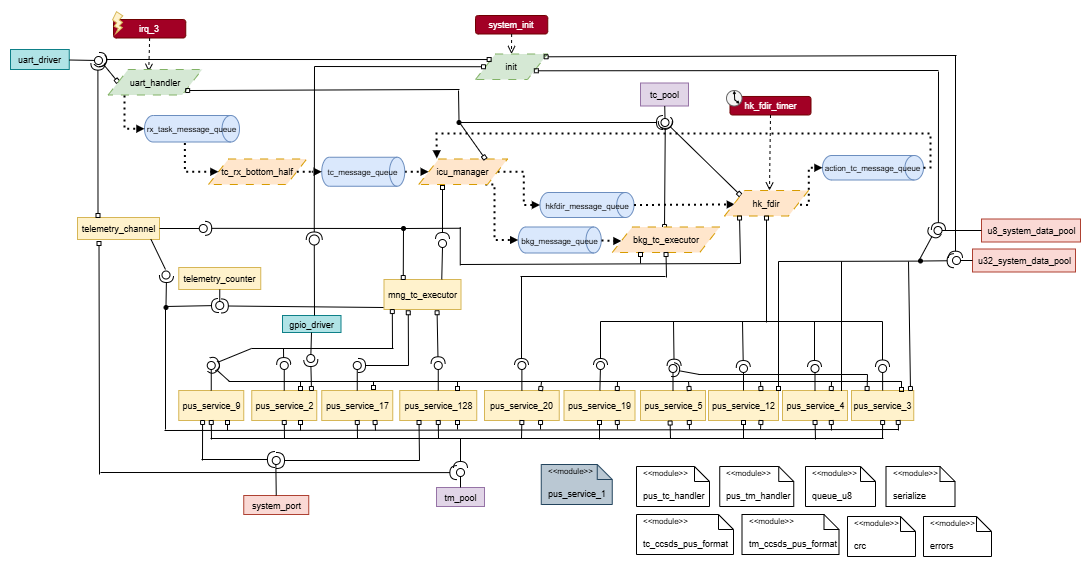 irq_3
system_init
uart_driver
uart_handler
init
tc_pool
hk_fdir_timer
rx_task_message_queue
tc_rx_bottom_half
tc_message_queue
icu_manager
action_tc_message_queue
hkfdir_message_queue
hk_fdir
telemetry_channel
bkg_message_queue
bkg_tc_executor
u8_system_data_pool
u32_system_data_pool
telemetry_counter
mng_tc_executor
gpio_driver
pus_service_9
pus_service_2
pus_service_17
pus_service_128
pus_service_20
pus_service_19
pus_service_5
pus_service_12
pus_service_4
pus_service_3
system_port
tm_pool
<<module>>
pus_service_1
<<module>>
pus_tc_handler
<<module>>
pus_tm_handler
<<module>>
queue_u8
<<module>>
serialize
<<module>>
tc_ccsds_pus_format
<<module>>
tm_ccsds_pus_format
<<module>>
crc
<<module>>
errors